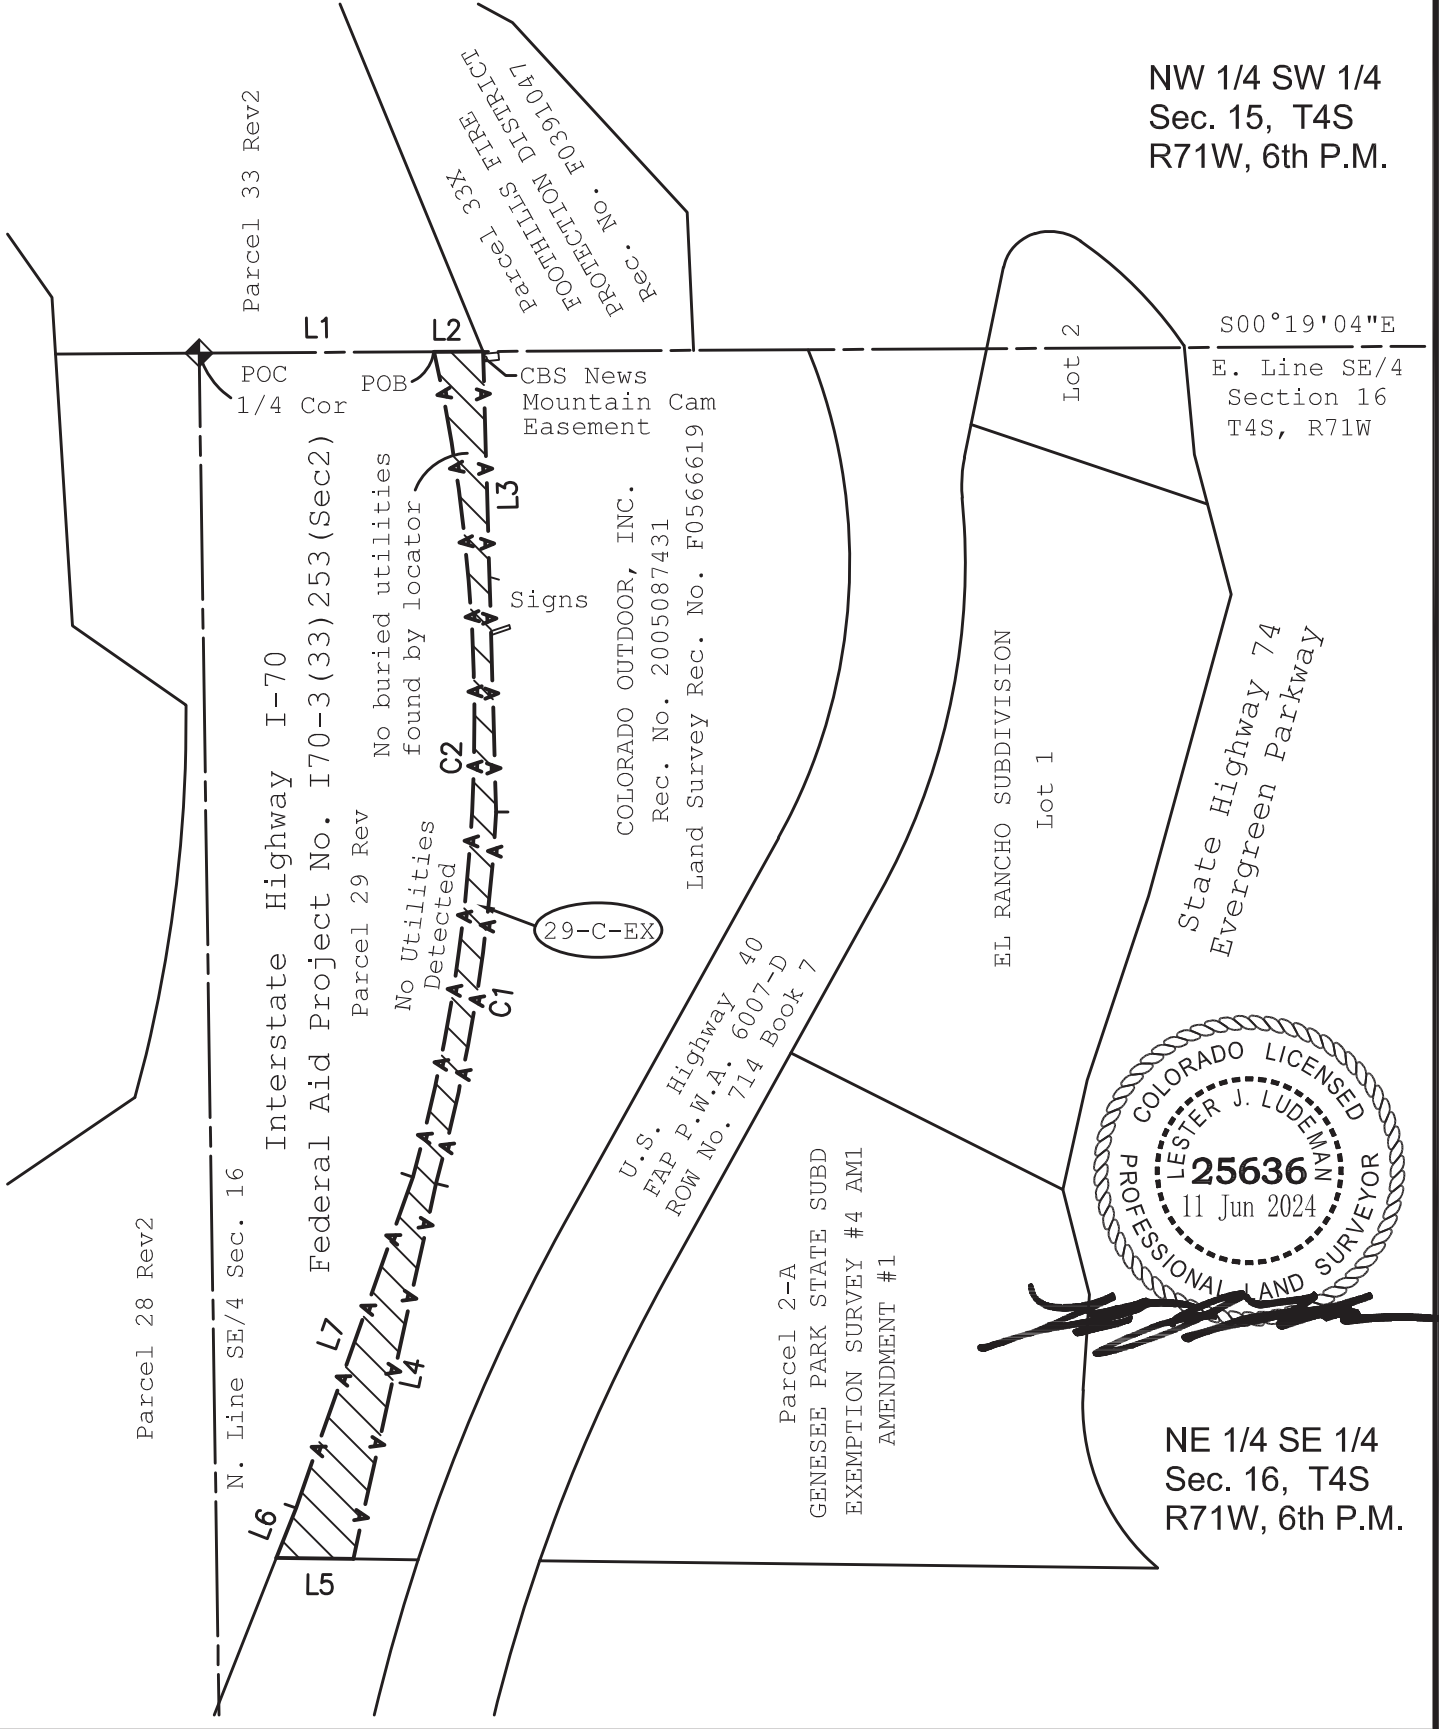 NW 1/4 SW 1/4
Sec. 15, T4S
R71W, 6th P.M.
Parcel 33 Rev2
Parcel 33X
FOOTHILLS FIRE
PROTECTION DISTRICT
Rec. No. F0391047
L1
L2
POC
1/4 Cor
POB
CBS News
Mountain Cam
Easement
Lot 2
S00°19'04"E
E. Line SE/4
Section 16
T4S, R71W
Interstate Highway I-70
Federal Aid Project No. I70-3(33)253(Sec2)
Parcel 29 Rev
No buried utilities
found by locator
L3
Signs
C2
No Utilities
Detected
29-C-EX
C1
COLORADO OUTDOOR, INC.
Rec. No. 2005087431
Land Survey Rec. No. F0566619
EL RANCHO SUBDIVISION
Lot 1
State Highway 74
Evergreen Parkway
U.S. Highway 40
FAP P.W.A. 6007-D
ROW No. 714 Book 7
Parcel 28 Rev2
N. Line SE/4 Sec. 16
L7
L4
L6
L5
Parcel 2-A
GENESEE PARK STATE SUBD
EXEMPTION SURVEY #4 AM1
AMENDMENT #1
COLORADO LICENSED
LESTER J. LUDEMAN
25636
11 Jun 2024
PROFESSIONAL LAND SURVEYOR
NE 1/4 SE 1/4
Sec. 16, T4S
R71W, 6th P.M.